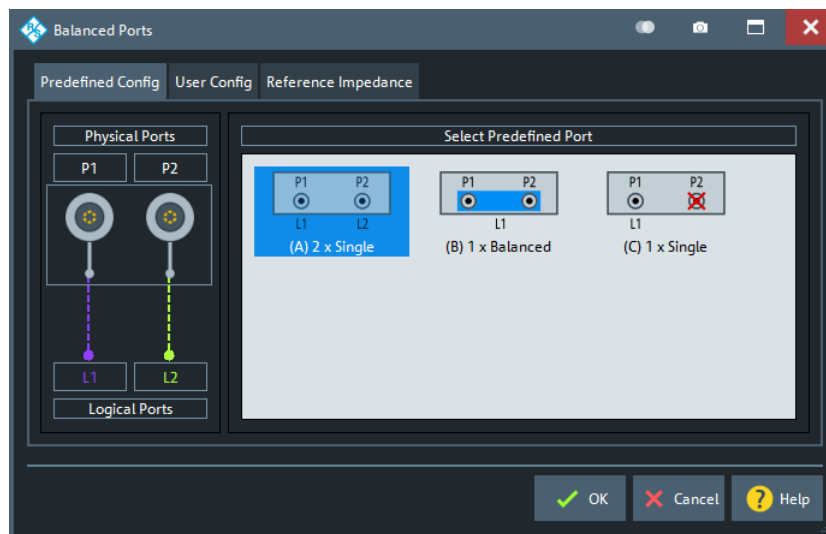 Balanced Ports
Predefined Config User Config Reference Impedance
Physical Ports
P1 P2
L1 L2
Logical Ports
Select Predefined Port
P1 P2
L1 L2
(A) 2 x Single
P1 P2
L1
(B) 1 x Balanced
P1 P2
L1
(C) 1 x Single
OK Cancel ? Help